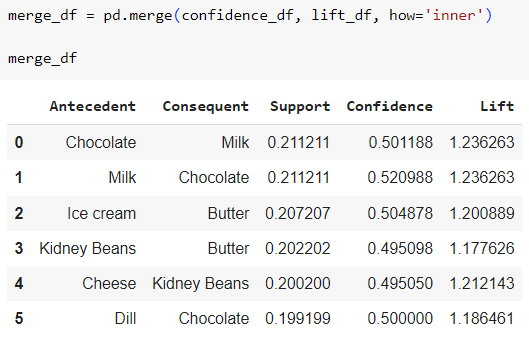 merge_df = pd.merge(confidence_df, lift_df, how='inner')
merge_df
Antecedent Consequent Support Confidence Lift
0 Chocolate Milk 0.211211 0.501188 1.236263
1 Milk Chocolate 0.211211 0.520988 1.236263
2 Ice cream Butter 0.207207 0.504878 1.200889
3 Kidney Beans Butter 0.202202 0.495098 1.177626
4 Cheese Kidney Beans 0.200200 0.495050 1.212143
5 Dill Chocolate 0.199199 0.500000 1.186461